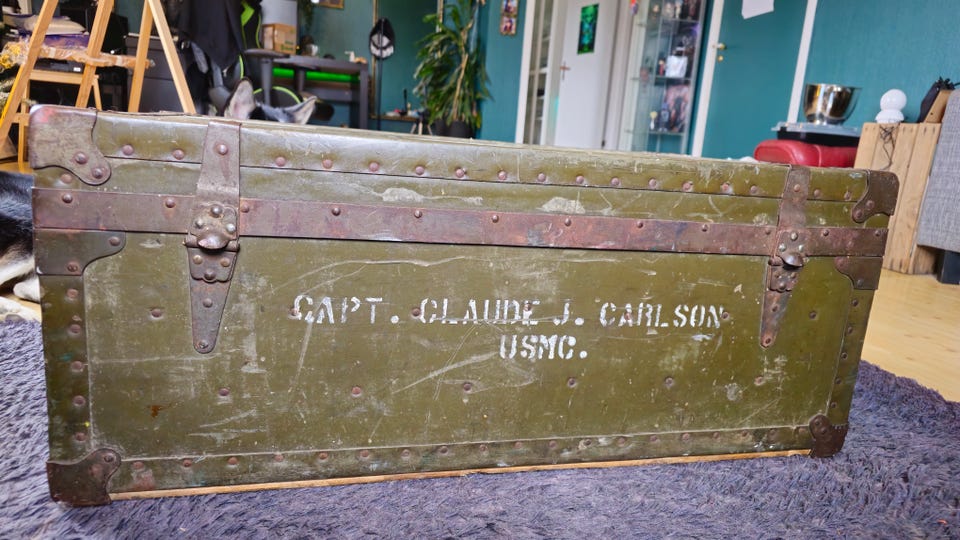 CAPT. CLAUDE J. CARLSON
USMC.